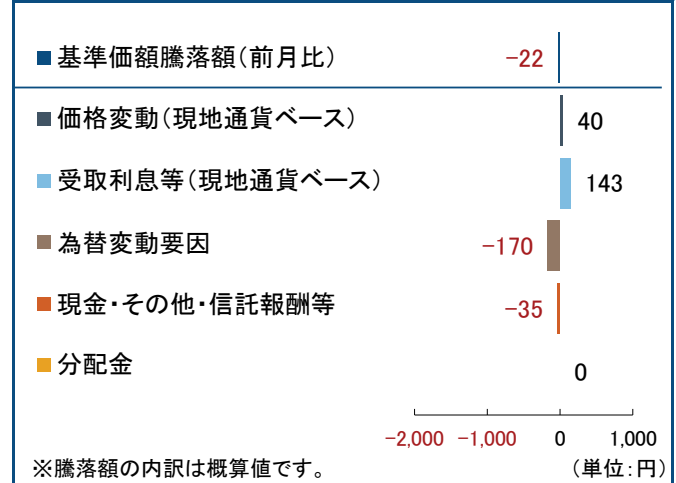 基準価額騰落額(前月比) -22
価格変動(現地通貨ベース) 40
受取利息等(現地通貨ベース) 143
為替変動要因 -170
現金・その他・信託報酬等 -35
分配金 0
-2,000 -1,000 0 1,000
※騰落額の内訳は概算値です。 (単位:円)